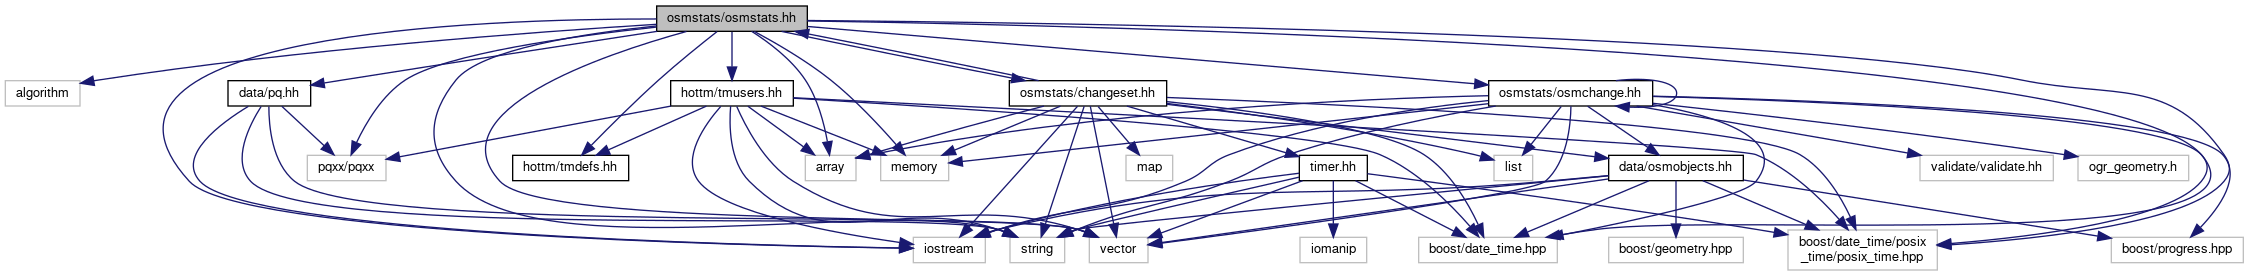 osmstats/osmstats.hh
algorithm
data/pq.hh
hottm/tmusers.hh
osmstats/changeset.hh
osmstats/osmchange.hh
pqxx/pqxx
hottm/tmdefs.hh
array
memory
map
timer.hh
list
data/osmobjects.hh
validate/validate.hh
ogr_geometry.h
iostream
string
vector
iomanip
boost/date_time.hpp
boost/geometry.hpp
boost/date_time/posix
_time/posix_time.hpp
boost/progress.hpp